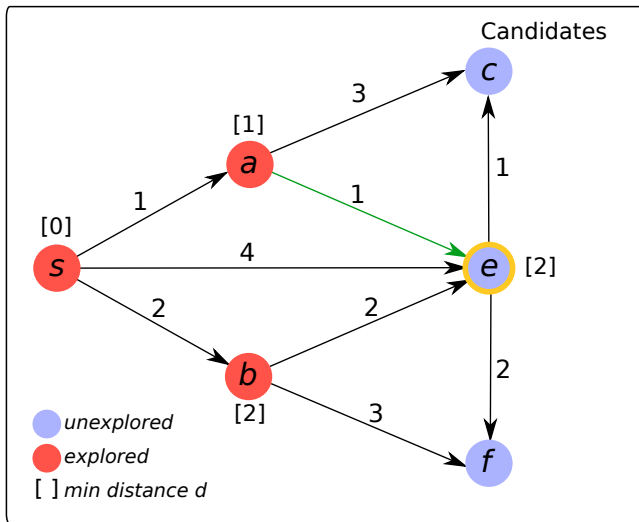 Candidates
c
3
[1]
a
1
1
1
[0]
s
4
e
[2]
2
2
2
b
[2]
3
f
unexplored
explored
[ ] min distance d